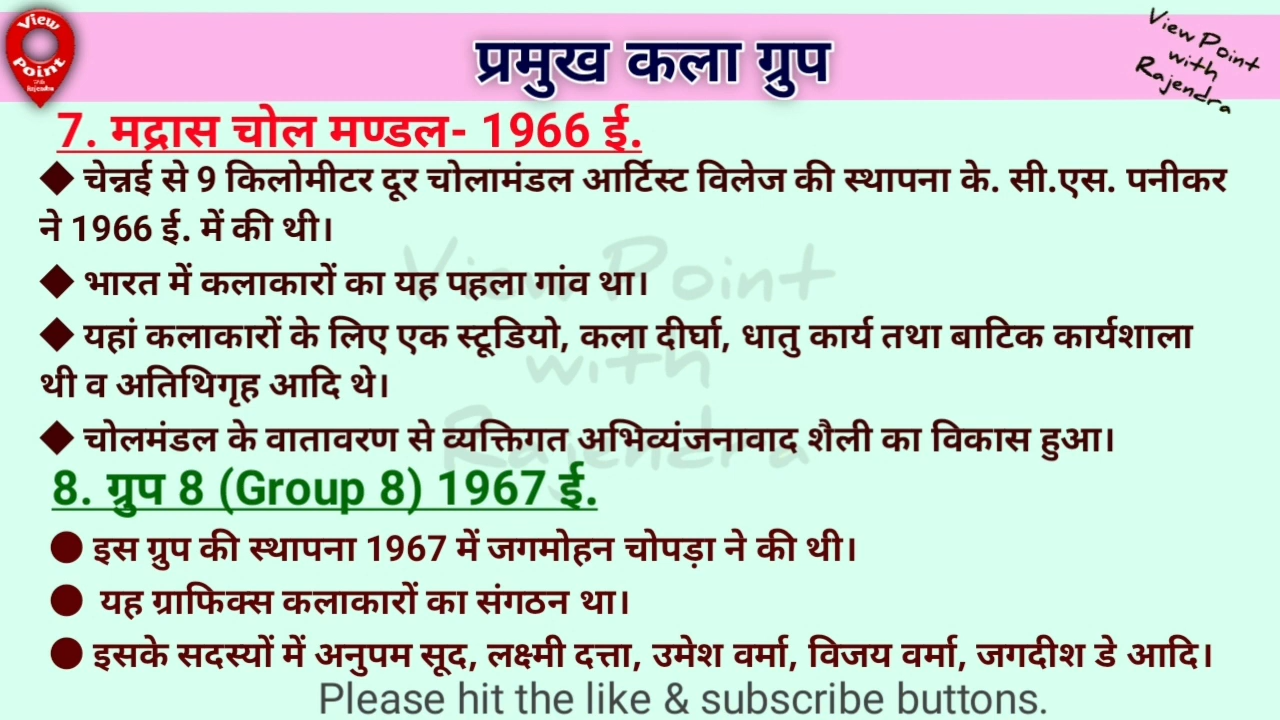 View
Point
with
Rajendra
प्रमुख कला ग्रुप
View Point
with
Rajendra
7. मद्रास चोल मण्डल- 1966 ई.
◆ चेन्नई से 9 किलोमीटर दूर चोलामंडल आर्टिस्ट विलेज की स्थापना के. सी.एस. पनीकर
ने 1966 ई. में की थी।
◆ भारत में कलाकारों का यह पहला गांव था।
◆ यहां कलाकारों के लिए एक स्टूडियो, कला दीर्घा, धातु कार्य तथा बाटिक कार्यशाला
थी व अतिथिगृह आदि थे।
◆ चोलमंडल के वातावरण से व्यक्तिगत अभिव्यंजनावाद शैली का विकास हुआ।
View Point
with
Rajendra
8. ग्रुप 8 (Group 8) 1967 ई.
● इस ग्रुप की स्थापना 1967 में जगमोहन चोपड़ा ने की थी।
● यह ग्राफिक्स कलाकारों का संगठन था।
● इसके सदस्यों में अनुपम सूद, लक्ष्मी दत्ता, उमेश वर्मा, विजय वर्मा, जगदीश डे आदि।
Please hit the like & subscribe buttons.